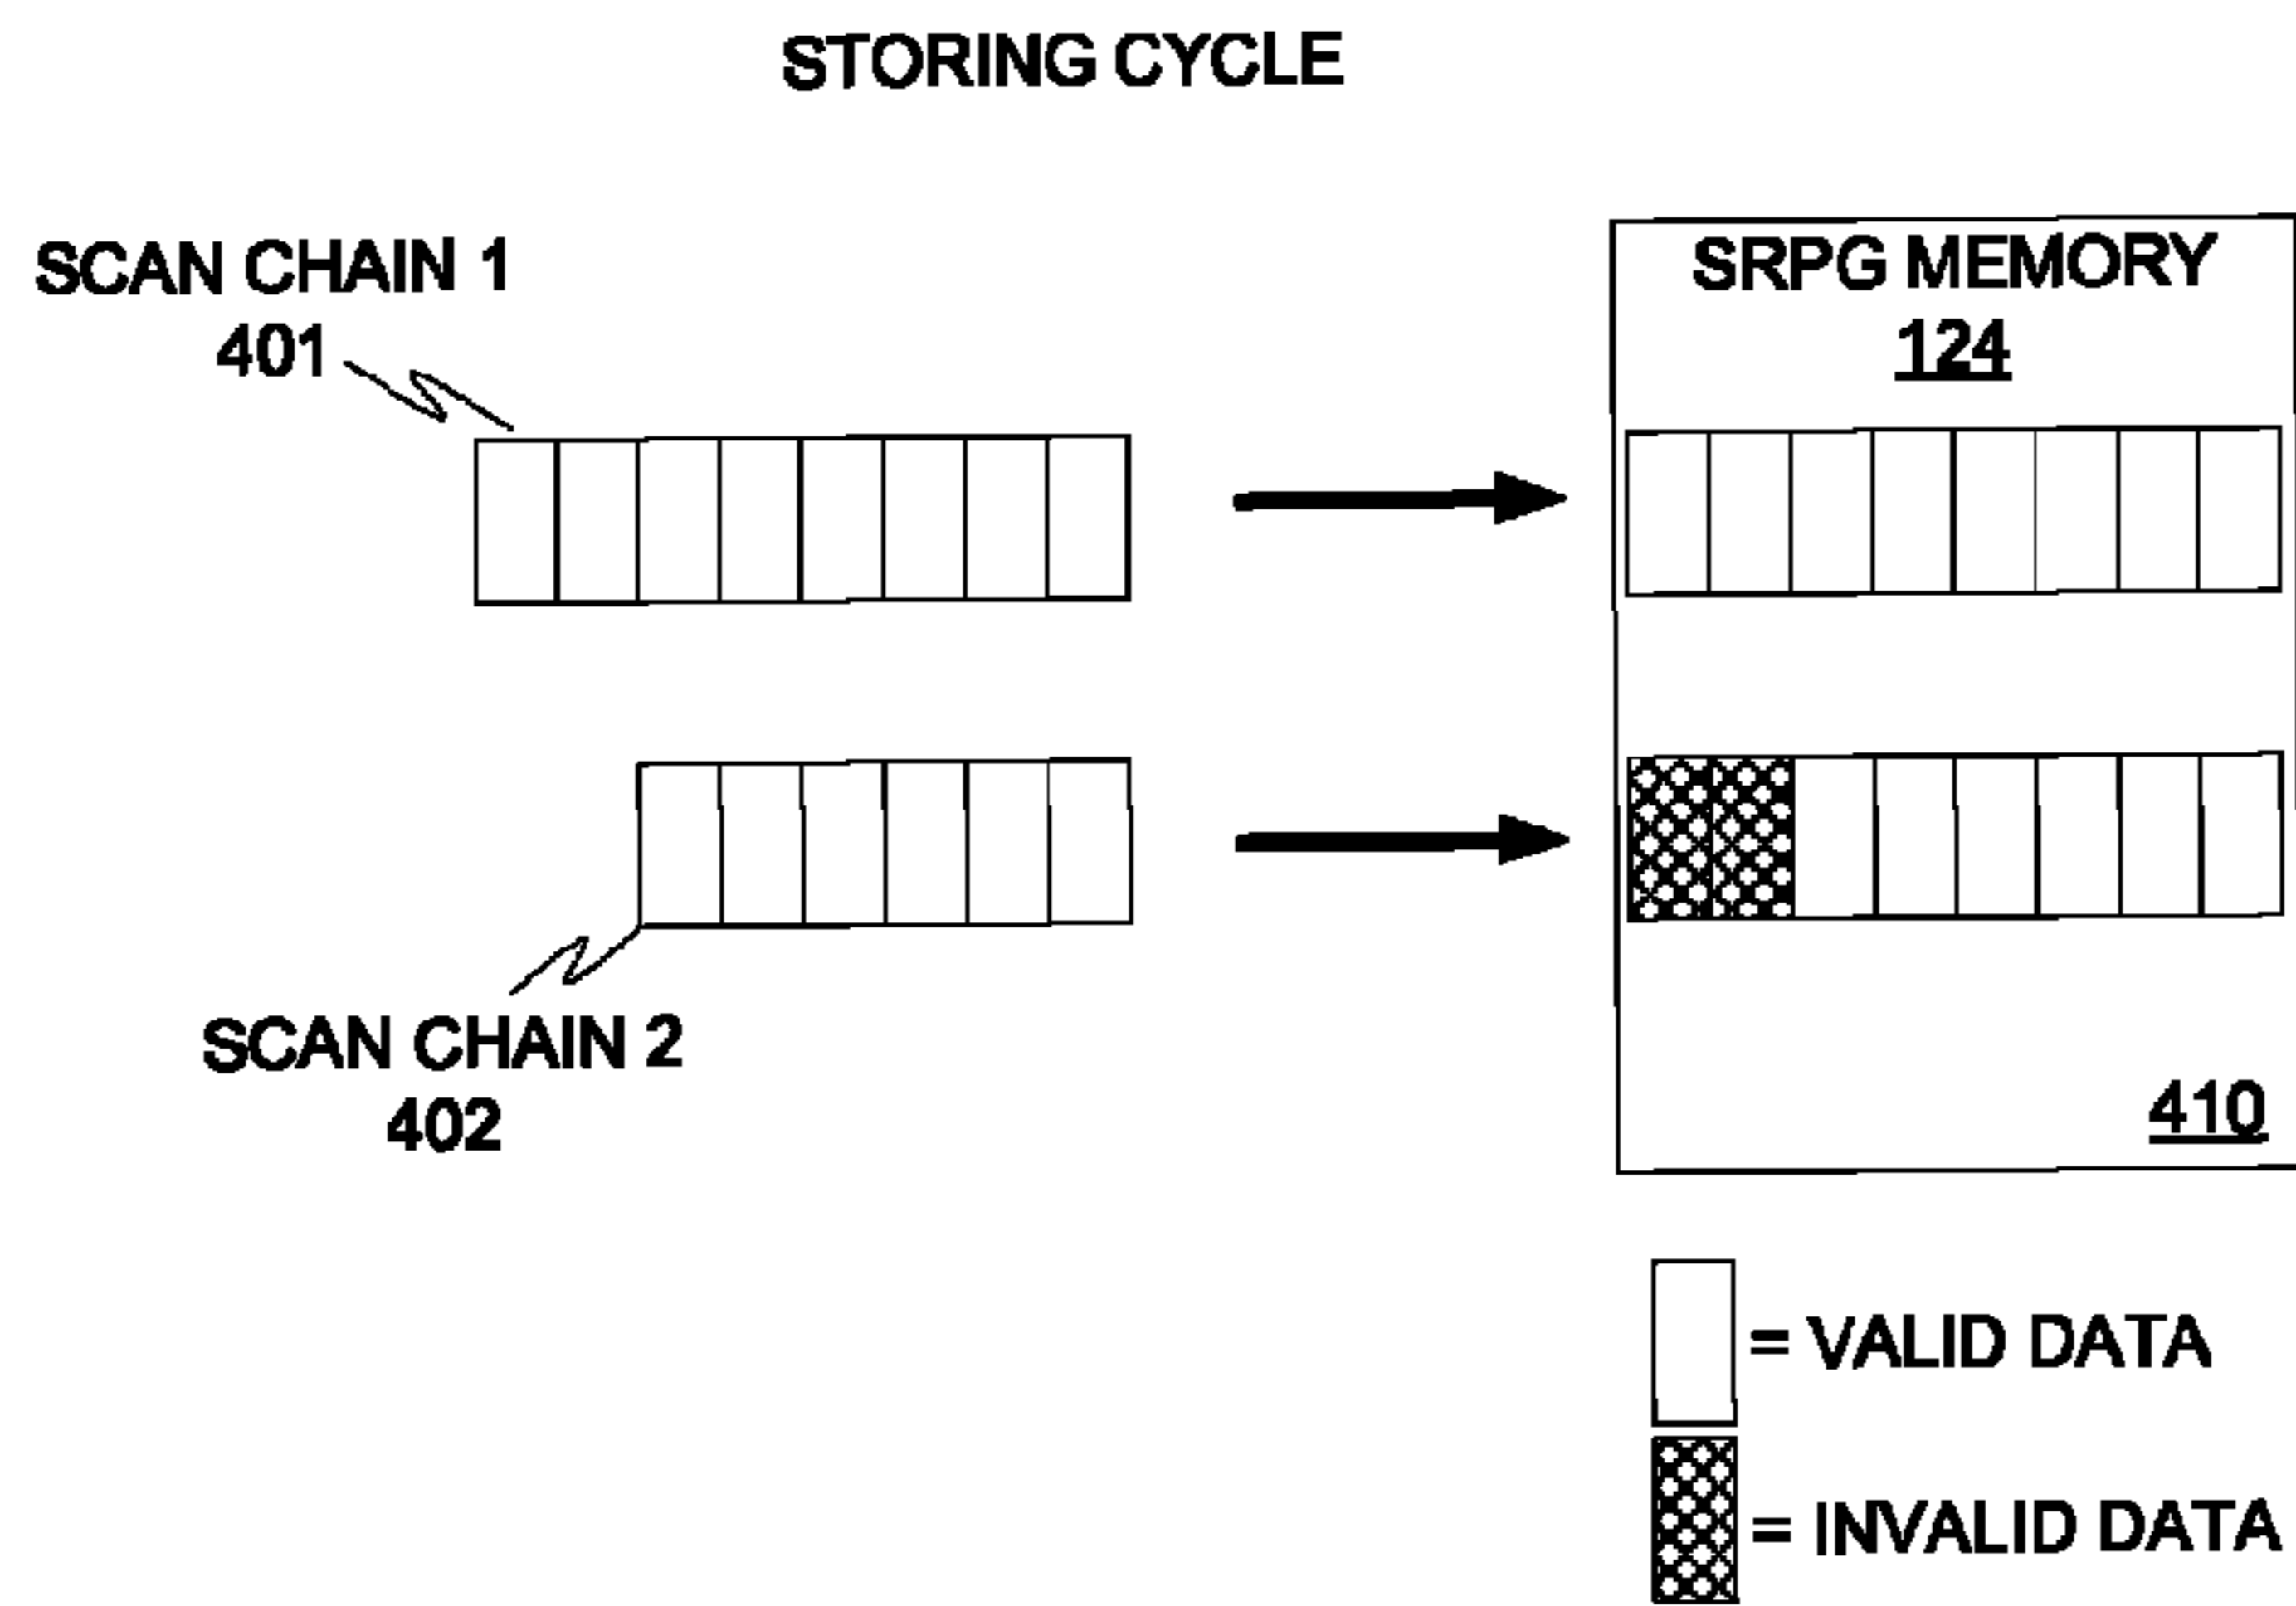 STORING CYCLE
SCAN CHAIN 1
401
SRPG MEMORY
124
SCAN CHAIN 2
402
410
= VALID DATA
= INVALID DATA